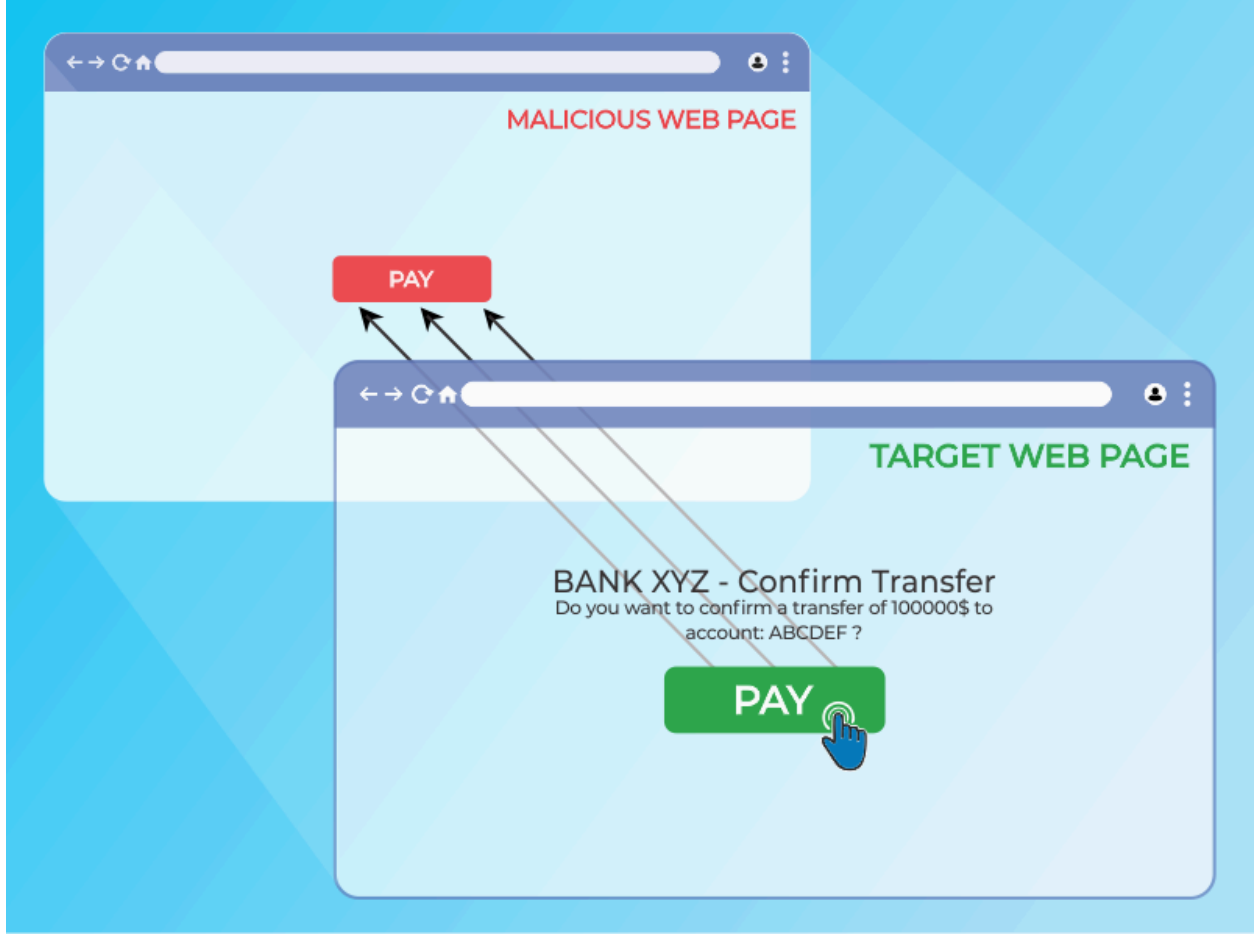 MALICIOUS WEB PAGE
PAY
TARGET WEB PAGE
BANK XYZ - Confirm Transfer
Do you want to confirm a transfer of 100000$ to
account: ABCDEF ?
PAY